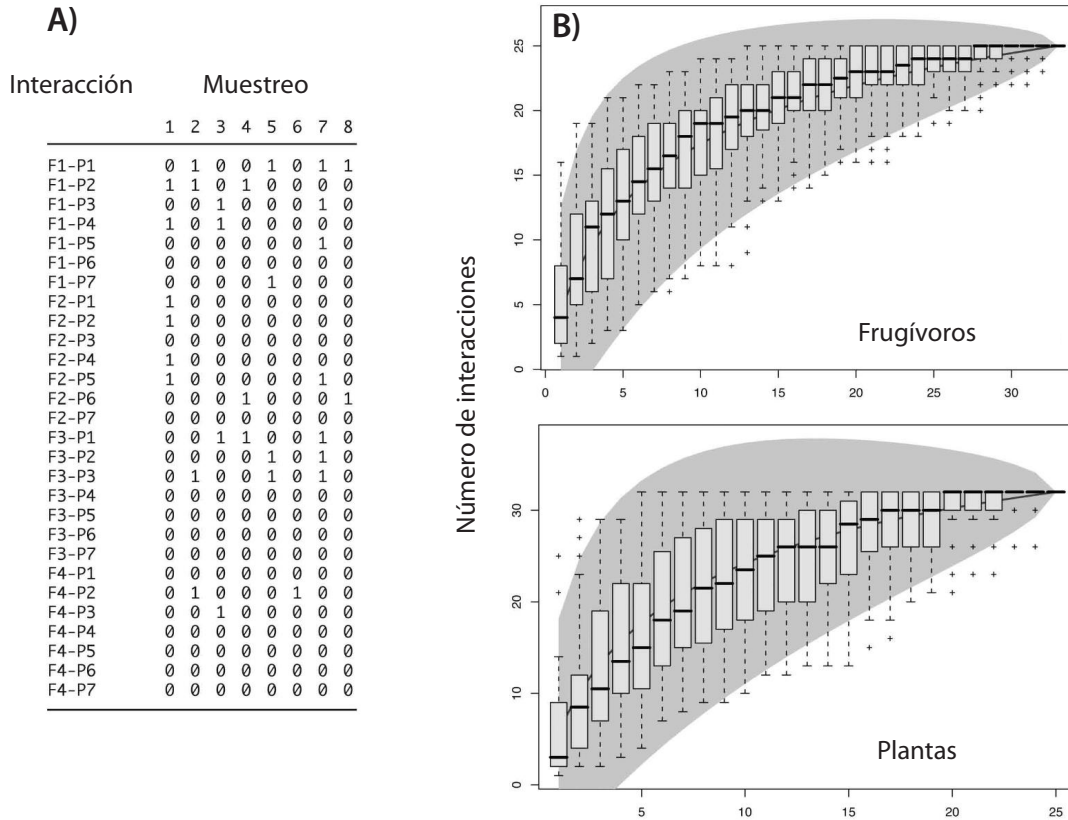 A)
Interacción Muestreo
1 2 3 4 5 6 7 8
F1-P1 0 1 0 0 1 0 1 1
F1-P2 1 1 0 1 0 0 0 0
F1-P3 0 0 1 0 0 0 1 0
F1-P4 1 0 1 0 0 0 0 0
F1-P5 0 0 0 0 0 0 1 0
F1-P6 0 0 0 0 0 0 0 0
F1-P7 0 0 0 0 1 0 0 0
F2-P1 1 0 0 0 0 0 0 0
F2-P2 1 0 0 0 0 0 0 0
F2-P3 0 0 0 0 0 0 0 0
F2-P4 1 0 0 0 0 0 0 0
F2-P5 1 0 0 0 0 0 1 0
F2-P6 0 0 0 1 0 0 0 1
F2-P7 0 0 0 0 0 0 0 0
F3-P1 0 0 1 1 0 0 1 0
F3-P2 0 0 0 0 1 0 1 0
F3-P3 0 1 0 0 1 0 1 0
F3-P4 0 0 0 0 0 0 0 0
F3-P5 0 0 0 0 0 0 0 0
F3-P6 0 0 0 0 0 0 0 0
F3-P7 0 0 0 0 0 0 0 0
F4-P1 0 0 0 0 0 0 0 0
F4-P2 0 1 0 0 0 1 0 0
F4-P3 0 0 1 0 0 0 0 0
F4-P4 0 0 0 0 0 0 0 0
F4-P5 0 0 0 0 0 0 0 0
F4-P6 0 0 0 0 0 0 0 0
F4-P7 0 0 0 0 0 0 0 0
B)
Número de interacciones
25
20
15
10
5
0
Frugívoros
0 5 10 15 20 25 30
30
20
10
0
Plantas
5 10 15 20 25